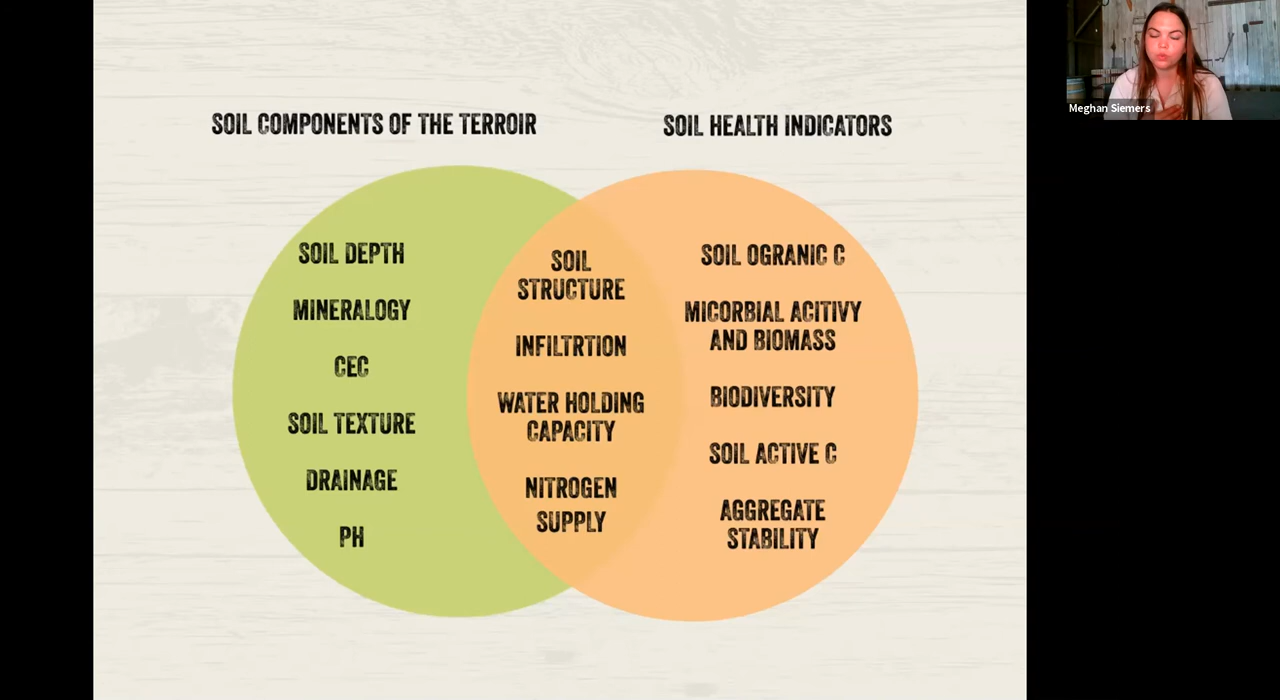 SOIL COMPONENTS OF THE TERROIR
SOIL HEALTH INDICATORS
SOIL DEPTH
MINERALOGY
CEC
SOIL TEXTURE
DRAINAGE
PH
SOIL
STRUCTURE
INFILTRTION
WATER HOLDING
CAPACITY
NITROGEN
SUPPLY
SOIL OGRANIC C
MICORBIAL ACITIVY
AND BIOMASS
BIODIVERSITY
SOIL ACTIVE C
AGGREGATE
STABILITY
Meghan Siemers